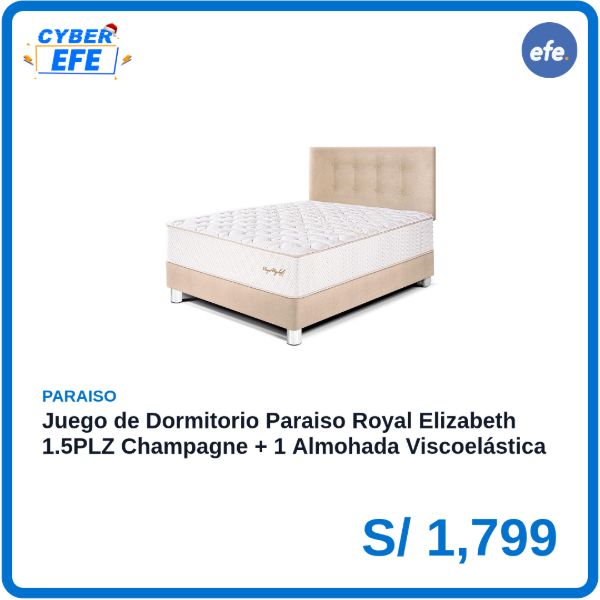 CYBER
EFE
efe.
PARAISO
Juego de Dormitorio Paraiso Royal Elizabeth
1.5PLZ Champagne + 1 Almohada Viscoelástica
S/ 1,799